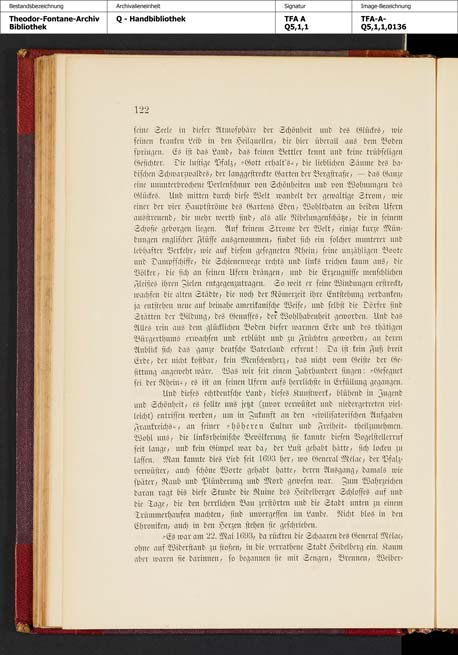 Bestandsbezeichnung Archivalieneinheit Signatur Image-Bezeichnung
Theodor-Fontane-Archiv Q - Handbibliothek TFA A TFA-A-
Bibliothek Q5,1,1 Q5,1,1,0136
122
seine Seele in dieser Atmosphäre der Schönheit und des Glückes, wie
seinen kranken Leib in den Heilquellen, die hier überall aus dem Boden
springen. Es ist das Land, das keinen Bettler kennt und keine trübseligen
Gesichter. Die lustige Pfalz, »Gott erhalt's«, die lieblichen Säume des ba-
dischen Schwarzwaldes, der langgestreckte Garten der Bergstraße, — das Ganze
eine ununterbrochene Perlenschnur von Schönheiten und von Wohnungen des
Glückes. Und mitten durch diese Welt wandelt der gewaltige Strom, wie
einer der vier Hauptströme des Gartens Eden, Wohlthaten an beiden Ufern
ausstreuend, die mehr werth sind, als alle Nibelungenschätze, die in seinem
Schoße geborgen liegen. Auf keinem Strome der Welt, einige kurze Mün-
dungen englischer Flüsse ausgenommen, findet sich ein solcher munterer und
lebhafter Verkehr, wie auf diesem gesegneten Rhein; seine unzähligen Boote
und Dampfschiffe, die Schienenwege rechts und links reichen kaum aus, die
Völker, die sich an seinen Ufern drängen, und die Erzeugnisse menschlichen
Fleißes ihren Zielen entgegenzutragen. So weit er seine Windungen erstreckt,
wachsen die alten Städte, die noch der Römerzeit ihre Entstehung verdanken,
ja entstehen neue auf beinahe amerikanische Weise, und selbst die Dörfer sind
Stätten der Bildung, des Genusses, der Wohlhabenheit geworden. Und das
Alles rein aus dem glücklichen Boden dieser warmen Erde und des thätigen
Bürgerthums erwachsen und erblüht und zu Früchten geworden, an deren
Anblick sich das ganze deutsche Vaterland erfreut! Da ist kein Fuß breit
Erde, der nicht kostbar, kein Menschenherz, das nicht vom Geiste der Ge-
sittung angeweht wäre. Was wir seit einem Jahrhundert singen: »Gesegnet
sei der Rhein«, es ist an seinen Ufern aufs herrlichste in Erfüllung gegangen.
Und dieses echtdeutsche Land, dieses Kunstwerk, blühend in Jugend
und Schönheit, es sollte uns jetzt (zuvor verwüstet und niedergetreten viel-
leicht) entrissen werden, um in Zukunft an den »civilisatorischen Aufgaben
Frankreichs«, an seiner »höheren Cultur und Freiheit« theilzunehmen.
Wohl uns, die linksrheinische Bevölkerung sie kannte diesen Vogelstellerruf
seit lange, und kein Gimpel war da, der Lust gehabt hätte, sich locken zu
lassen. Man kannte dies Lied seit 1693 her, wo General Mélac, der Pfalz-
verwüster, auch schöne Worte gehabt hatte, deren Ausgang, damals wie
später, Raub und Plünderung und Mord gewesen war. Zum Wahrzeichen
daran ragt bis diese Stunde die Ruine des Heidelberger Schlosses auf und
die Tage, die den herrlichen Bau zerstörten und die Stadt unten zu einem
Trümmerhaufen machten, sind unvergessen im Lande. Nicht blos in den
Chroniken, auch in den Herzen stehen sie geschrieben.
»Es war am 22. Mai 1693, da rückten die Schaaren des General Mélac,
ohne auf Widerstand zu stoßen, in die verrathene Stadt Heidelberg ein. Kaum
aber waren sie darinnen, so begannen sie mit Sengen, Brennen, Weiber-